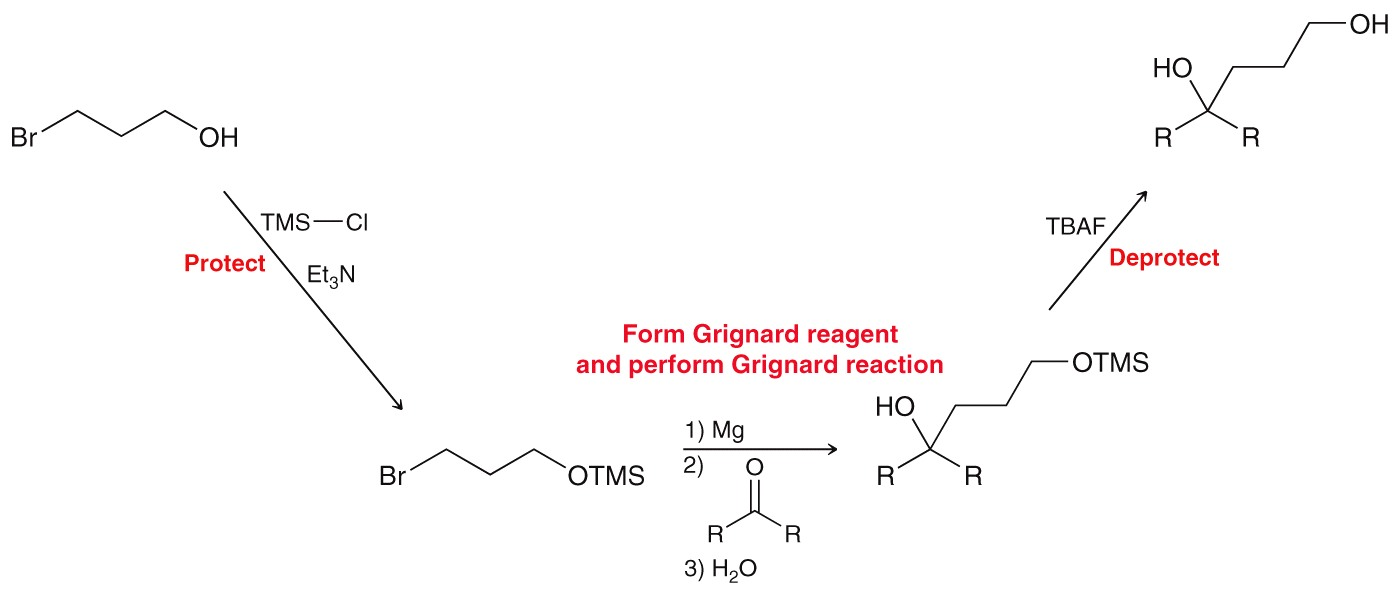 Br
OH
TMS—Cl
Protect
Et₃N
Br
OTMS
Form Grignard reagent
and perform Grignard reaction
1) Mg
2)
O
R
R
3) H₂O
HO
OTMS
R
R
TBAF
Deprotect
HO
OH
R
R